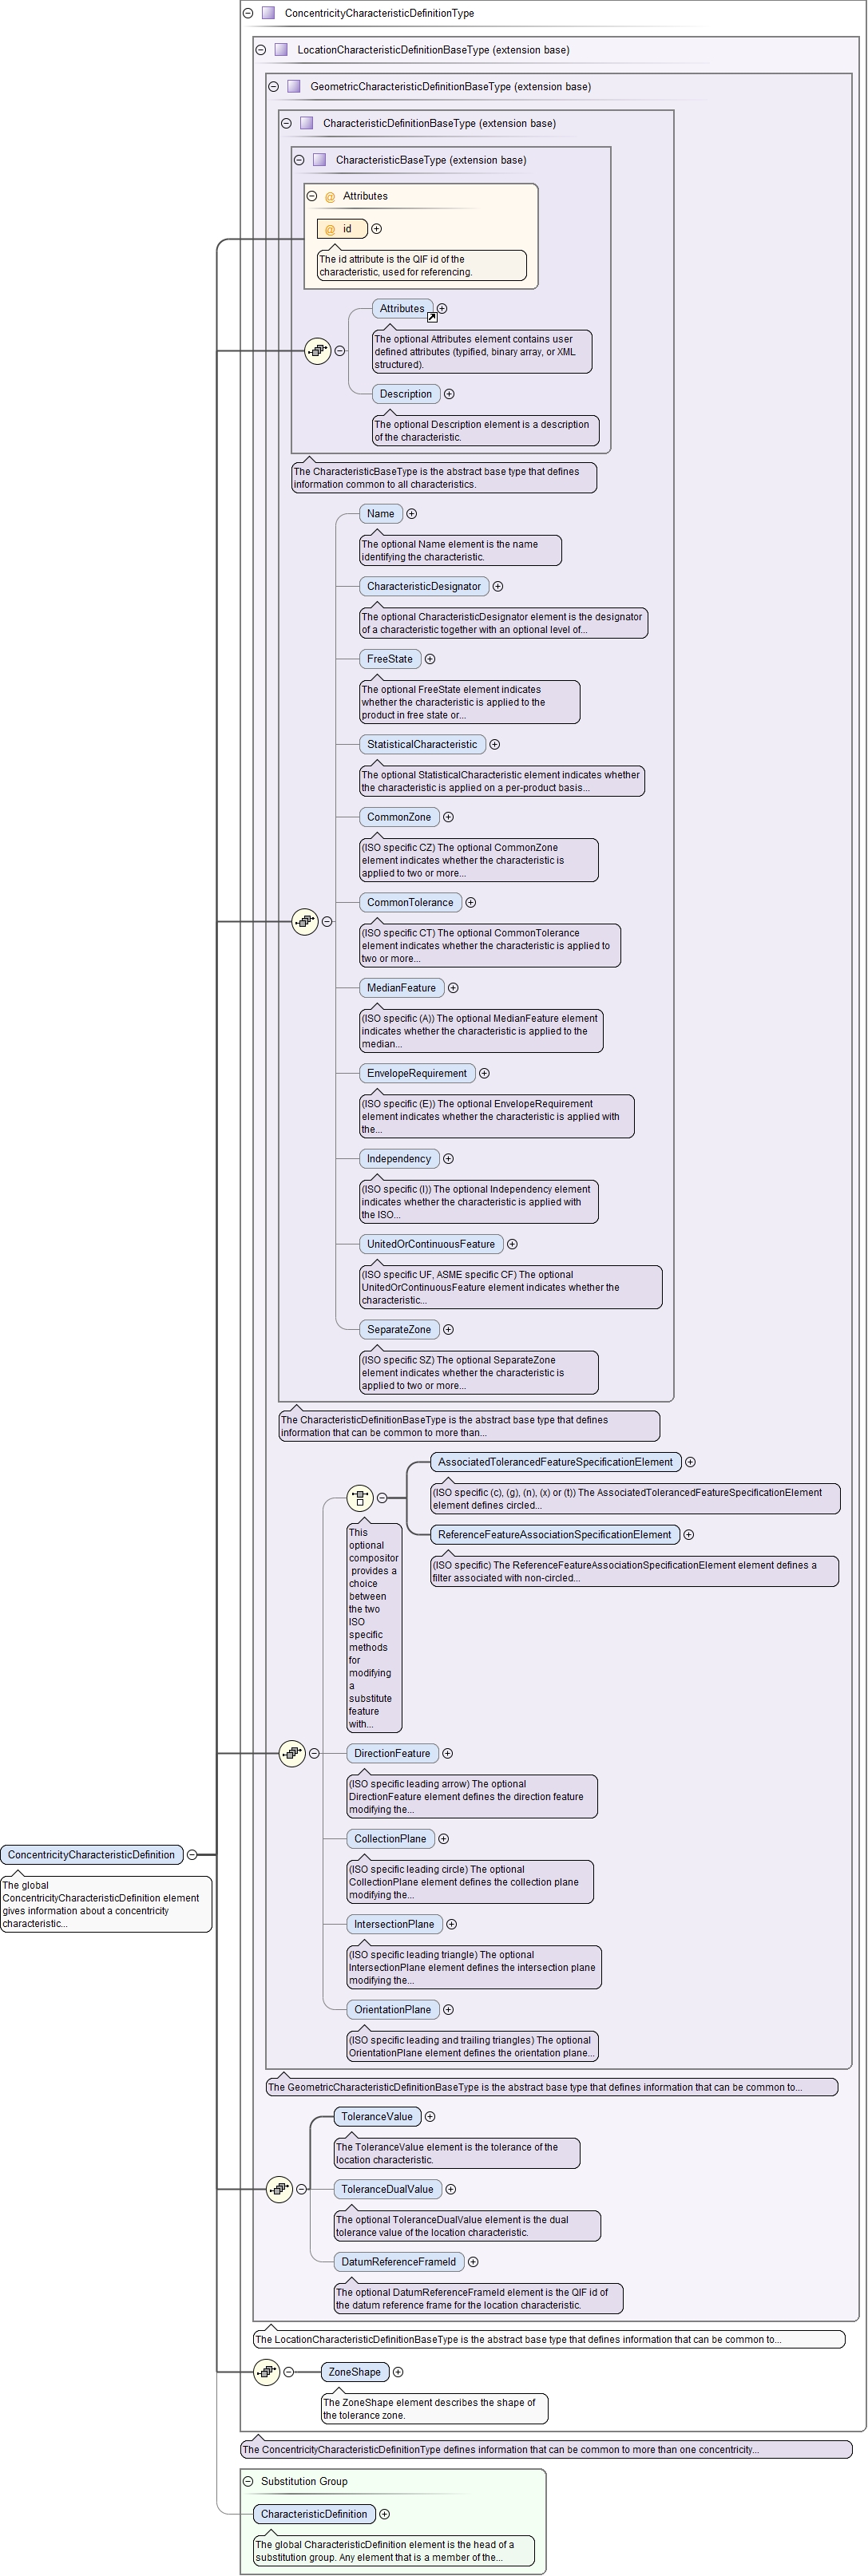 ConcentricityCharacteristicDefinitionType
LocationCharacteristicDefinitionBaseType (extension base)
GeometricCharacteristicDefinitionBaseType (extension base)
CharacteristicDefinitionBaseType (extension base)
CharacteristicBaseType (extension base)
@ Attributes
@ id
The id attribute is the QIF id of the
characteristic, used for referencing.
Attributes
The optional Attributes element contains user
defined attributes (typified, binary array, or XML
structured).
Description
The optional Description element is a description
of the characteristic.
The CharacteristicBaseType is the abstract base type that defines
information common to all characteristics.
Name
The optional Name element is the name
identifying the characteristic.
CharacteristicDesignator
The optional CharacteristicDesignator element is the designator
of a characteristic together with an optional level of...
FreeState
The optional FreeState element indicates
whether the characteristic is applied to the
product in free state or...
StatisticalCharacteristic
The optional StatisticalCharacteristic element indicates whether
the characteristic is applied on a per-product basis...
CommonZone
(ISO specific CZ) The optional CommonZone
element indicates whether the characteristic is
applied to two or more...
CommonTolerance
(ISO specific CT) The optional CommonTolerance
element indicates whether the characteristic is applied to
two or more...
MedianFeature
(ISO specific (A)) The optional MedianFeature element
indicates whether the characteristic is applied to the
median...
EnvelopeRequirement
(ISO specific (E)) The optional EnvelopeRequirement
element indicates whether the characteristic is applied with
the...
Independency
(ISO specific (I)) The optional Independency element
indicates whether the characteristic is applied with
the ISO...
UnitedOrContinuousFeature
(ISO specific UF, ASME specific CF) The optional
UnitedOrContinuousFeature element indicates whether the
characteristic...
SeparateZone
(ISO specific SZ) The optional SeparateZone
element indicates whether the characteristic is
applied to two or more...
The CharacteristicDefinitionBaseType is the abstract base type that defines
information that can be common to more than...
AssociatedTolerancedFeatureSpecificationElement
(ISO specific (c), (g), (n), (x) or (t)) The AssociatedTolerancedFeatureSpecificationElement
element defines circled...
ReferenceFeatureAssociationSpecificationElement
(ISO specific) The ReferenceFeatureAssociationSpecificationElement element defines a
filter associated with non-circled...
This
optional
compositor
provides a
choice
between
the two
ISO
specific
methods
for
modifying
a
substitute
feature
with...
DirectionFeature
(ISO specific leading arrow) The optional
DirectionFeature element defines the direction feature
modifying the...
CollectionPlane
(ISO specific leading circle) The optional
CollectionPlane element defines the collection plane
modifying the...
IntersectionPlane
(ISO specific leading triangle) The optional
IntersectionPlane element defines the intersection plane
modifying the...
OrientationPlane
(ISO specific leading and trailing triangles) The optional
OrientationPlane element defines the orientation plane...
The GeometricCharacteristicDefinitionBaseType is the abstract base type that defines information that can be common to...
ConcentricityCharacteristicDefinition
The global
ConcentricityCharacteristicDefinition element
gives information about a concentricity
characteristic...
ToleranceValue
The ToleranceValue element is the tolerance of the
location characteristic.
ToleranceDualValue
The optional ToleranceDualValue element is the dual
tolerance value of the location characteristic.
DatumReferenceFrameId
The optional DatumReferenceFrameId element is the QIF id of
the datum reference frame for the location characteristic.
The LocationCharacteristicDefinitionBaseType is the abstract base type that defines information that can be common to...
ZoneShape
The ZoneShape element describes the shape of
the tolerance zone.
The ConcentricityCharacteristicDefinitionType defines information that can be common to more than one concentricity...
Substitution Group
CharacteristicDefinition
The global CharacteristicDefinition element is the head of a
substitution group. Any element that is a member of the...